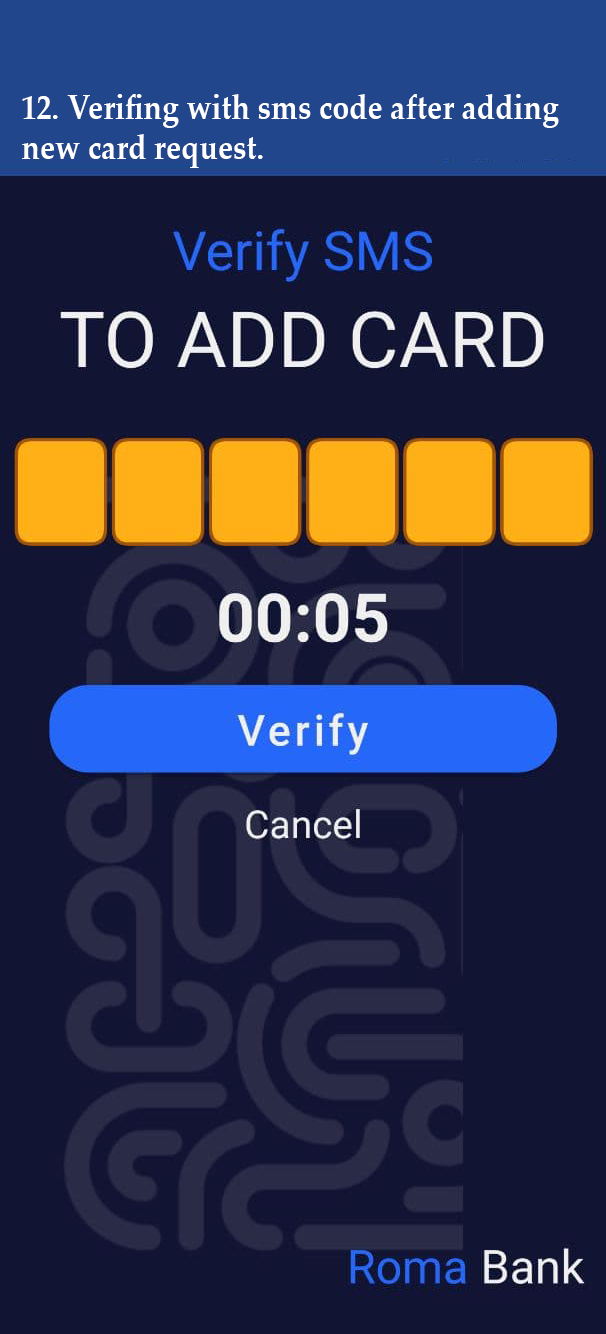 12. Verifing with sms code after adding
new card request.
Verify SMS
TO ADD CARD
00:05
Verify
Cancel
Roma Bank